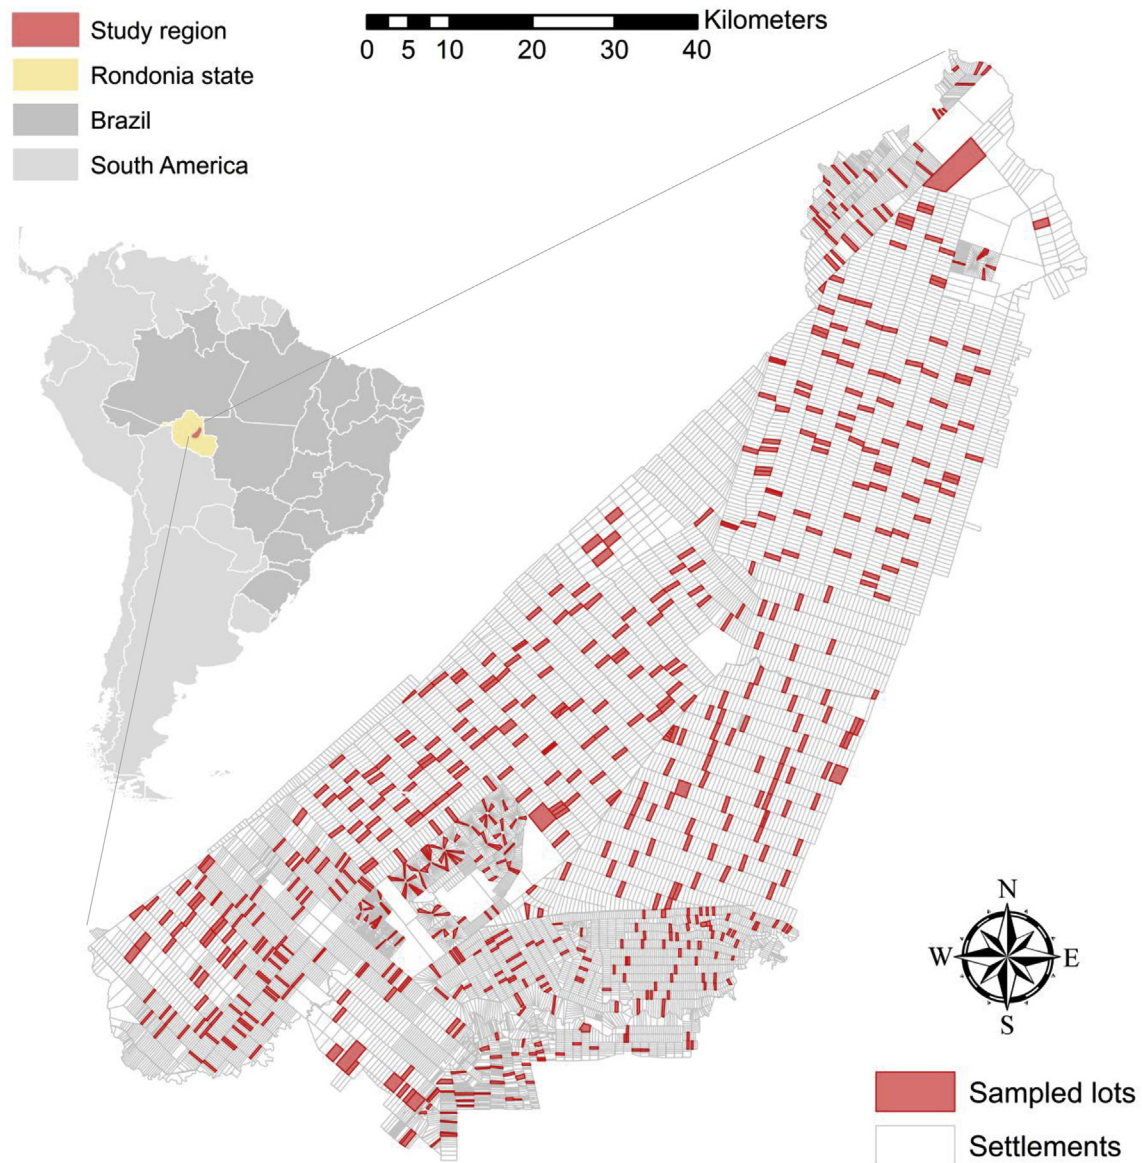 Study region
Rondonia state
Brazil
South America
Kilometers
0 5 10 20 30 40
N
W E
S
Sampled lots
Settlements